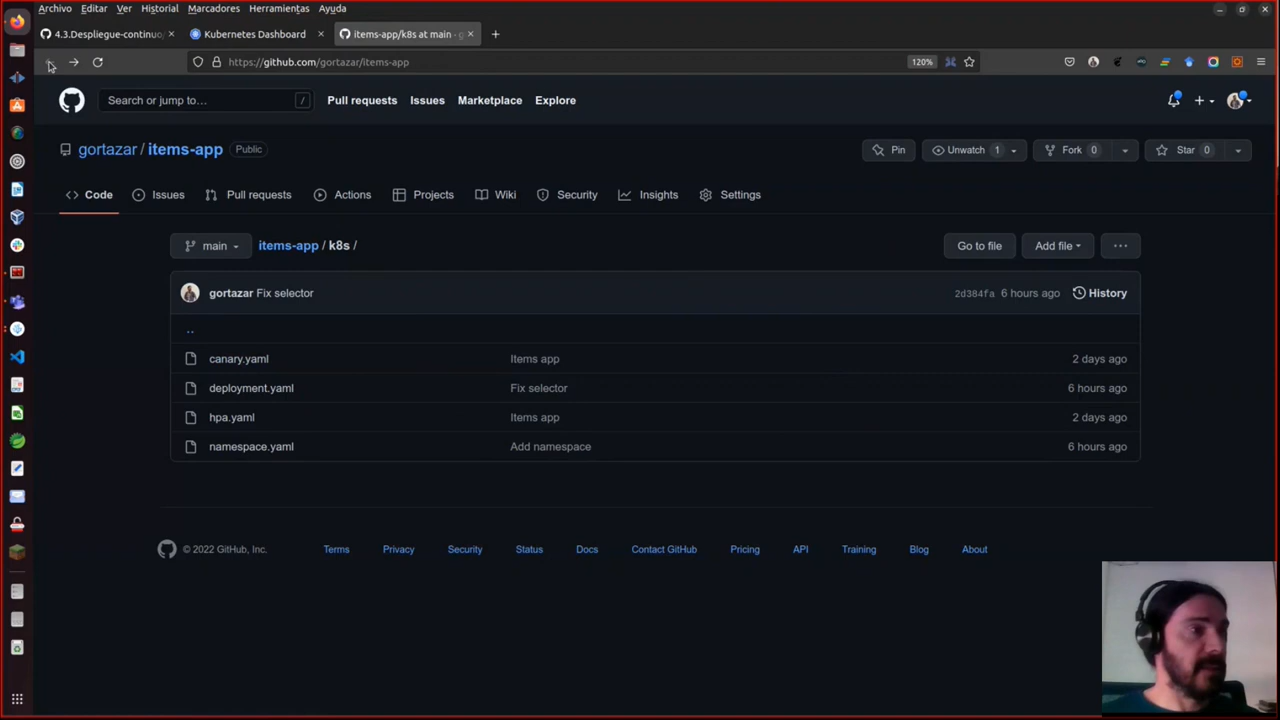 Archivo Editar Ver Historial Marcadores Herramientas Ayuda
4.3.Despliegue-continuo/
Kubernetes Dashboard
items-app/k8s at main · g
https://github.com/gortazar/items-app
120%
Search or jump to…
/
Pull requests Issues Marketplace Explore
gortazar / items-app Public
Pin
Unwatch 1
Fork 0
Star 0
Code Issues Pull requests Actions Projects Wiki Security Insights Settings
main
items-app / k8s /
Go to file
Add file
gortazar Fix selector
2d384fa 6 hours ago History
..
canary.yaml Items app 2 days ago
deployment.yaml Fix selector 6 hours ago
hpa.yaml Items app 2 days ago
namespace.yaml Add namespace 6 hours ago
© 2022 GitHub, Inc. Terms Privacy Security Status Docs Contact GitHub Pricing API Training Blog About